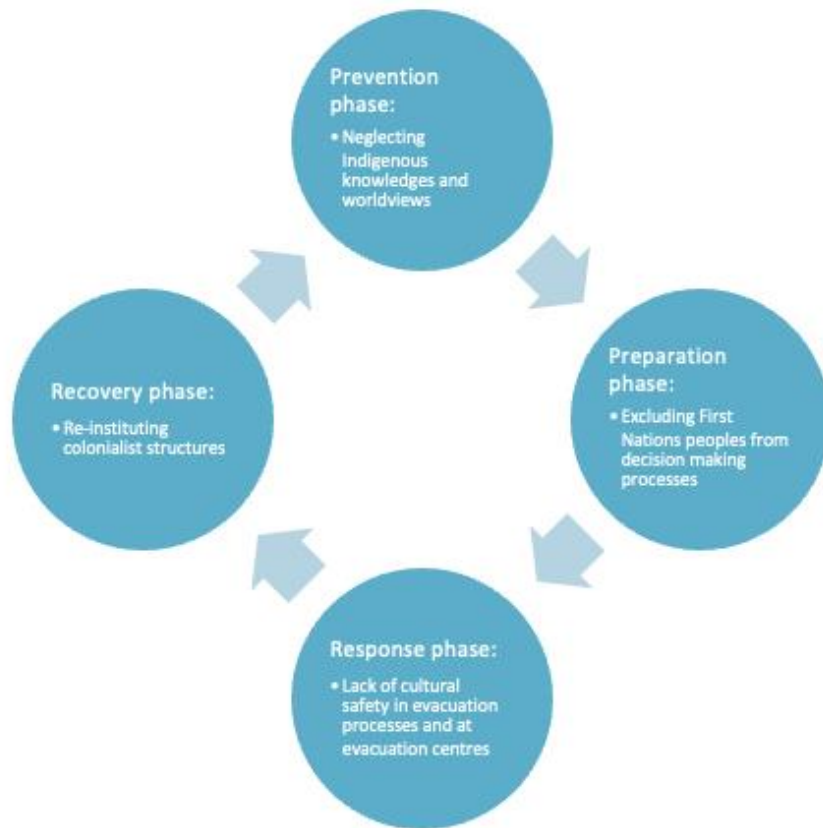 Prevention
phase:
• Neglecting
Indigenous
knowledges and
worldviews
Preparation
phase:
• Excluding First
Nations peoples from
decision making
processes
Response phase:
• Lack of cultural
safety in evacuation
processes and at
evacuation centres
Recovery phase:
• Re-instituting
colonialist structures